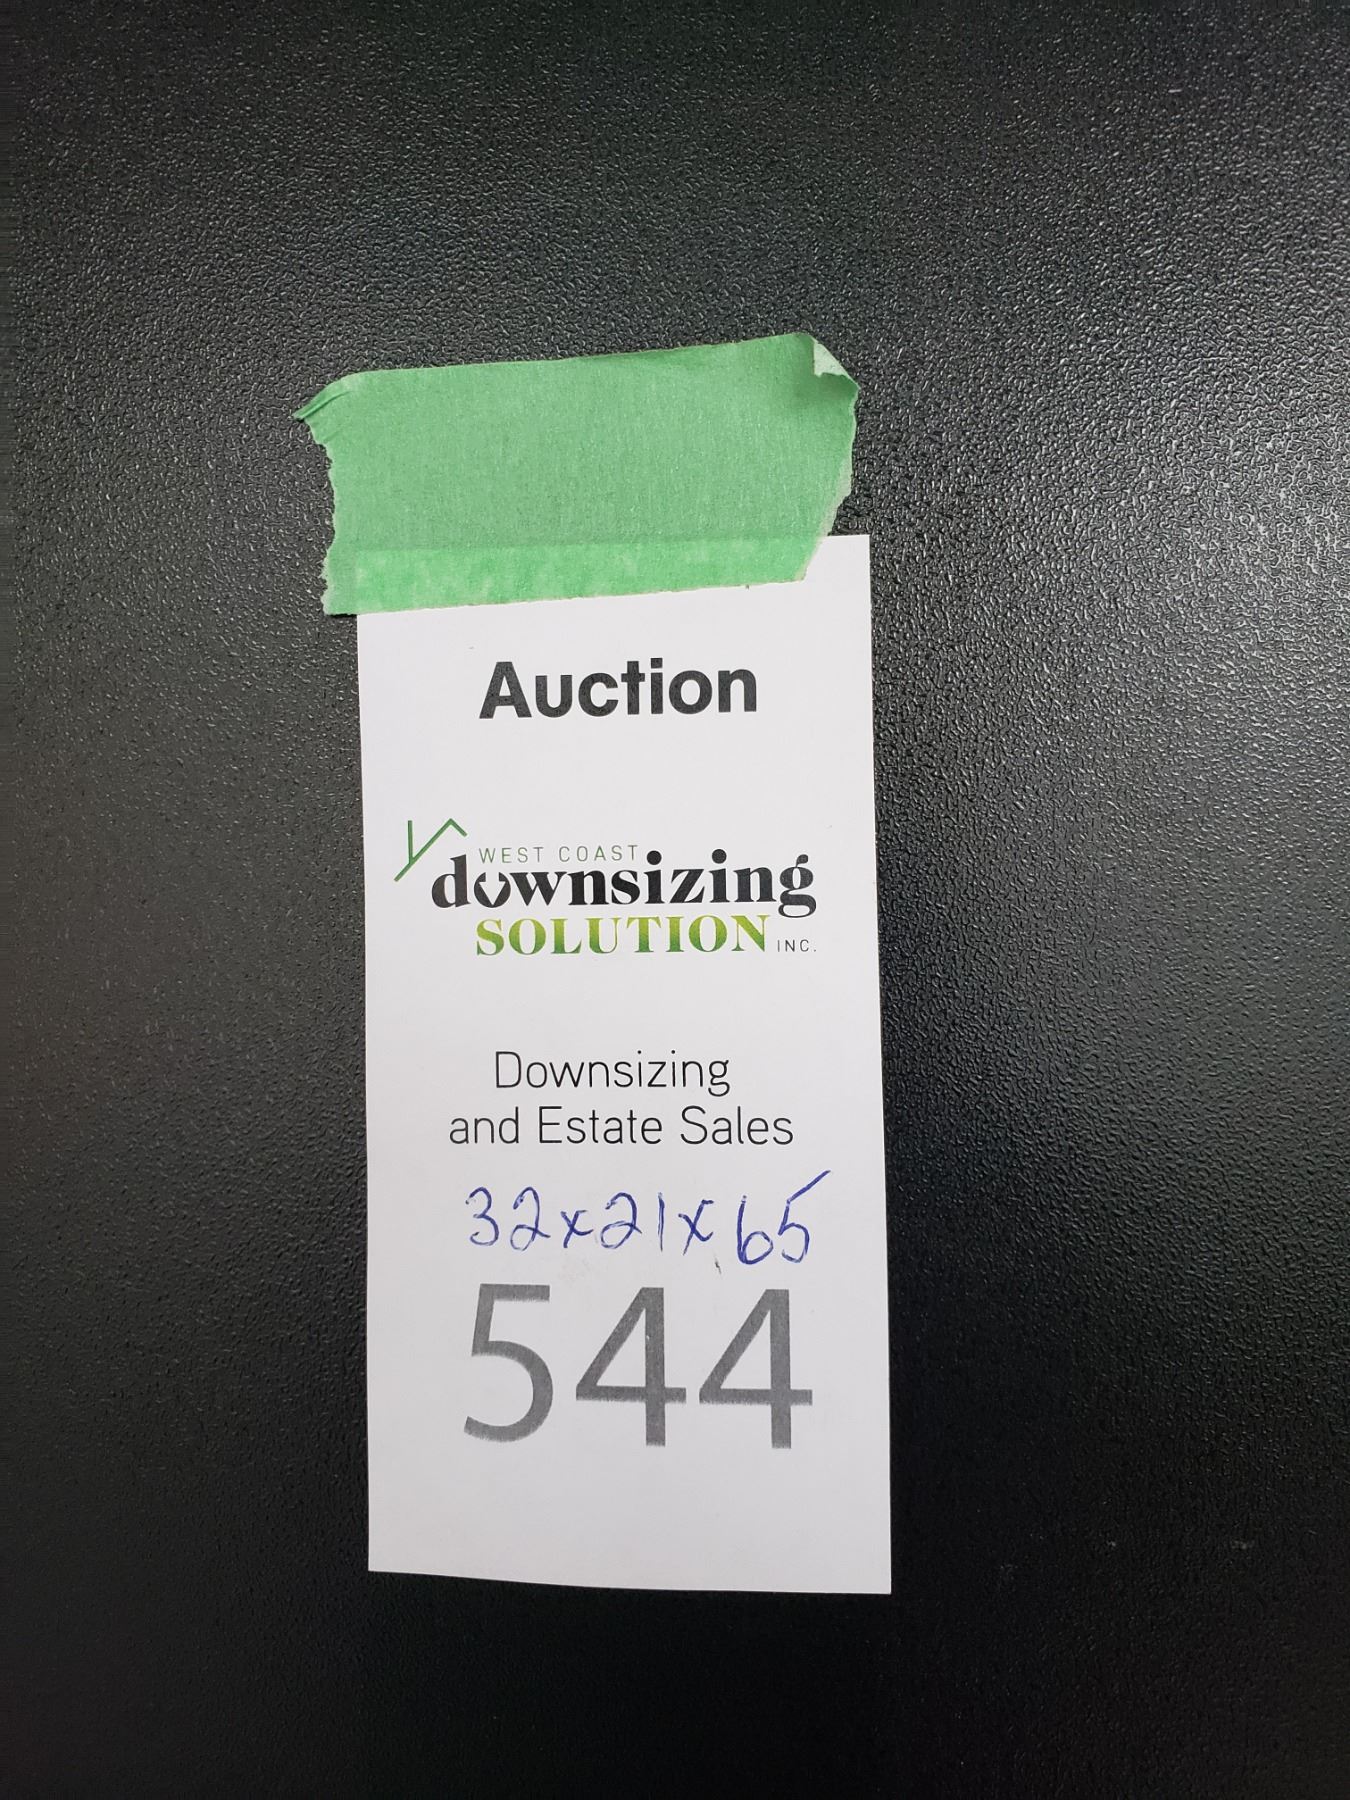 Auction
WEST COAST
downsizing
SOLUTION INC.
Downsizing
and Estate Sales
32x21x65
544